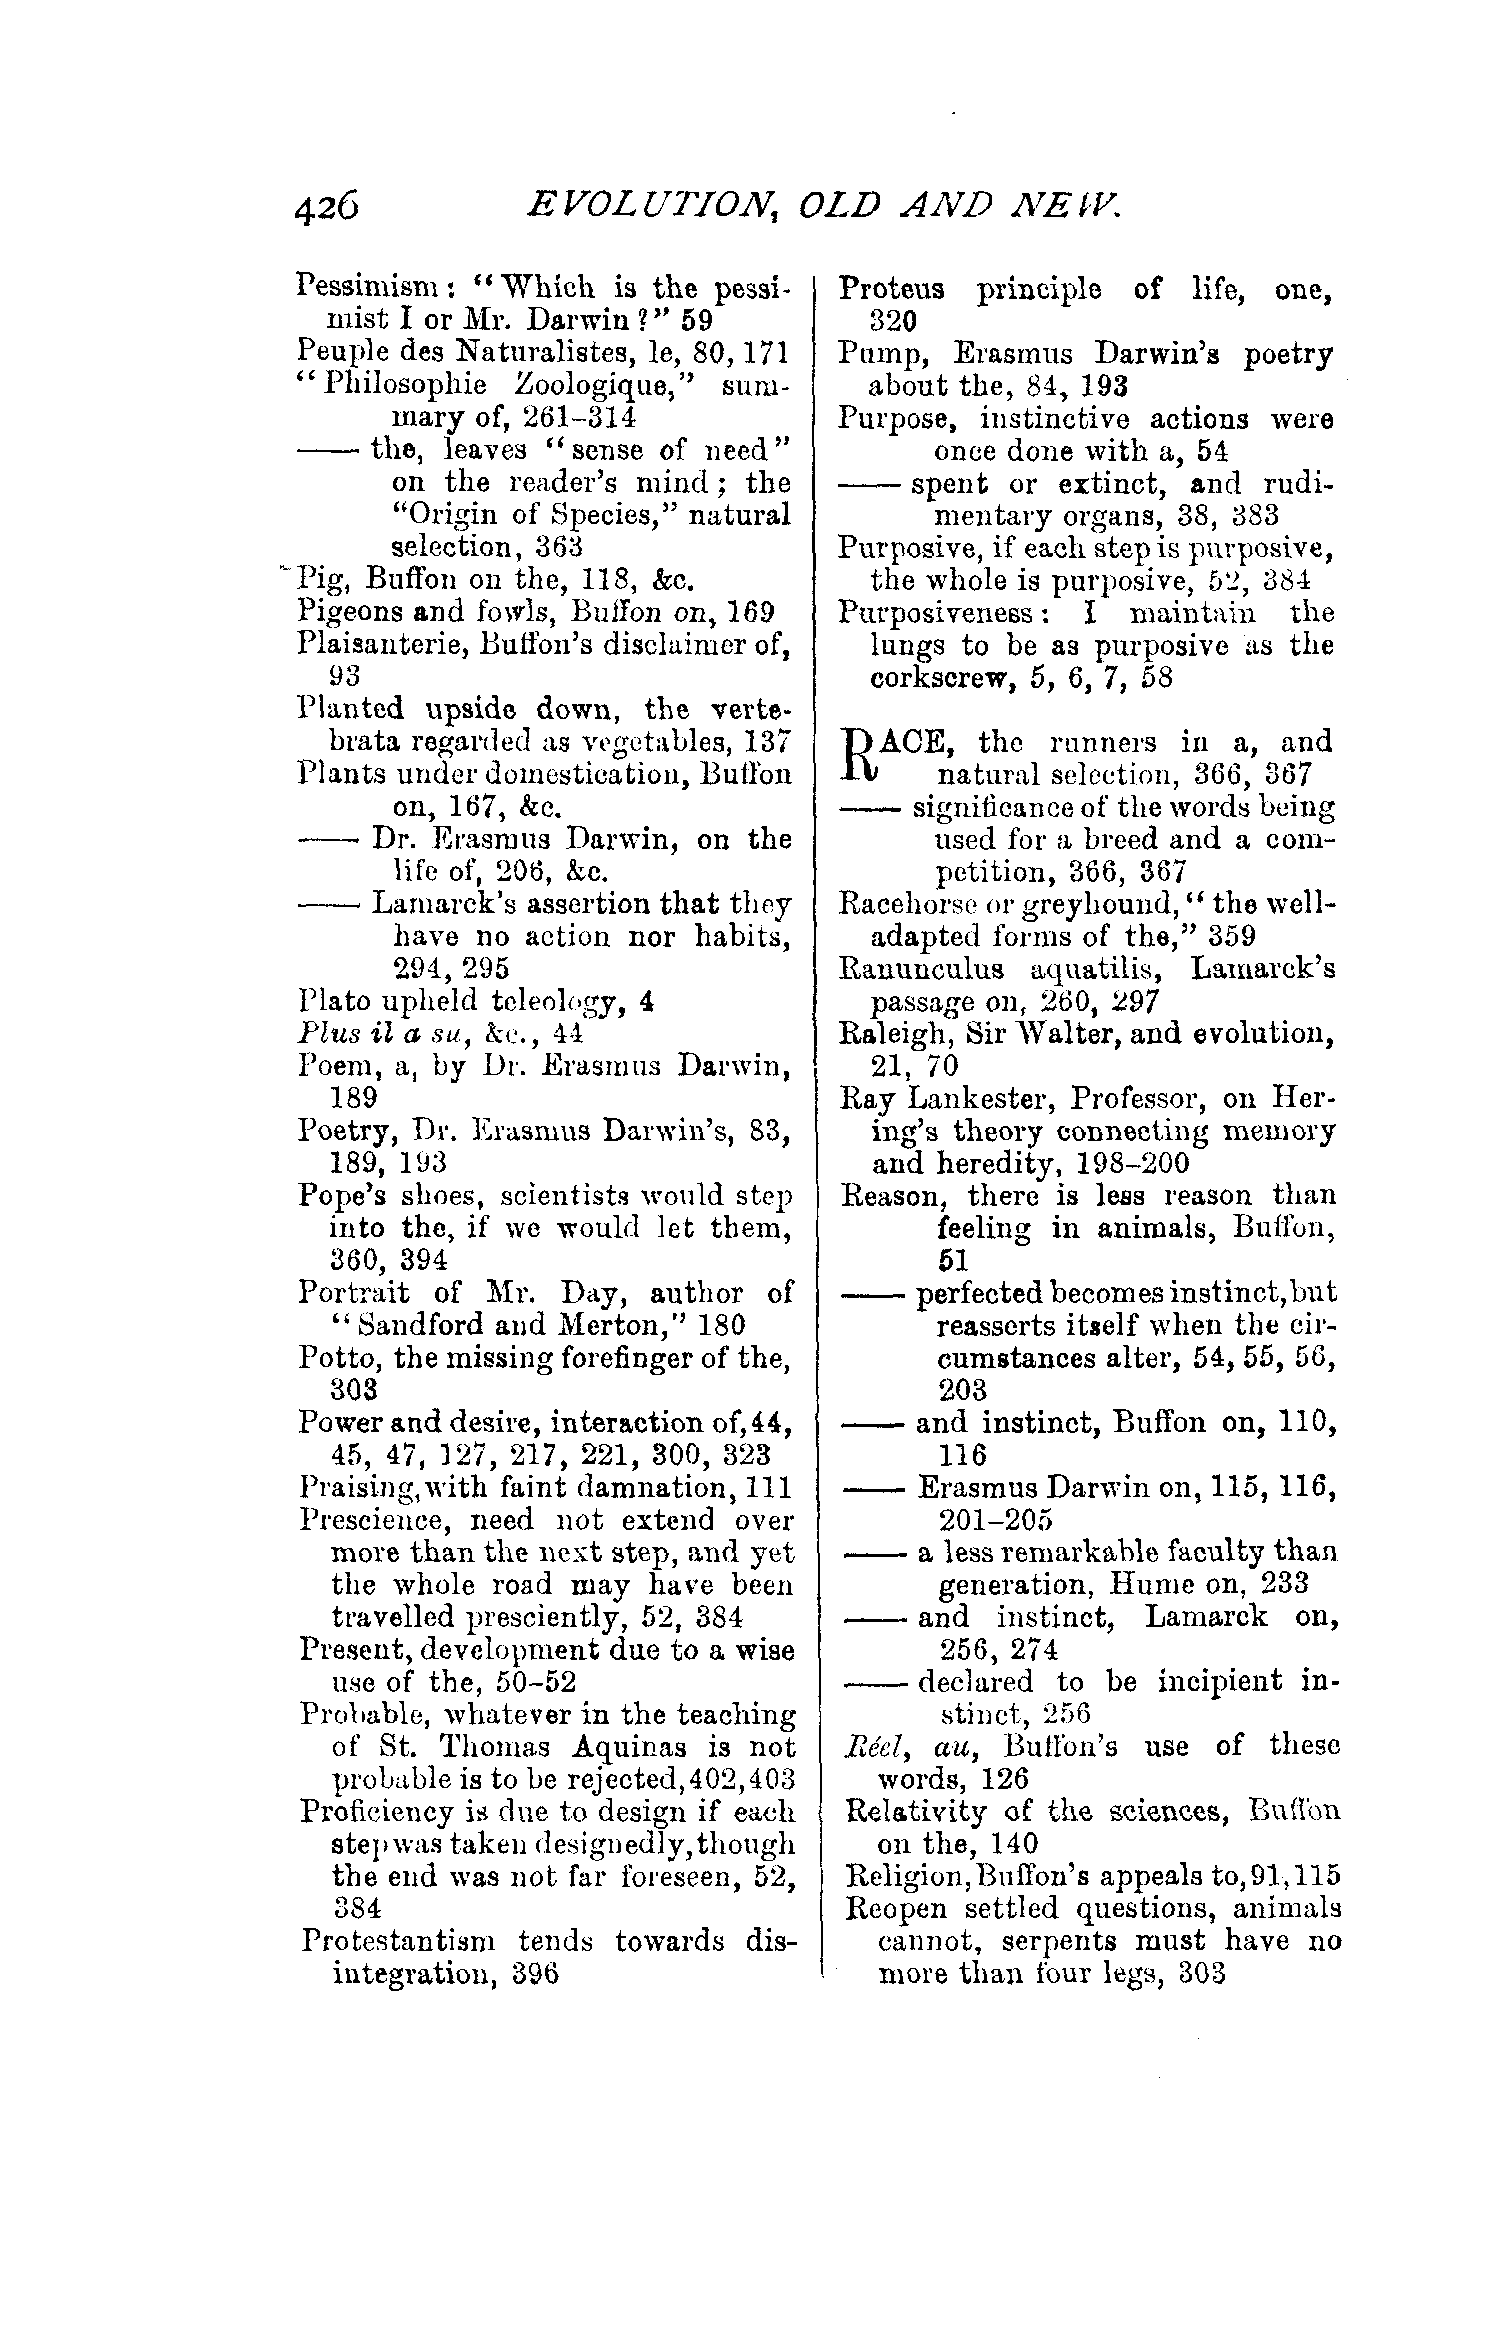 426 EVOLUTION, OLD AND NEW.
Pessimism: "Which is the pessi-
mist I or Mr. Darwin?" 59
Peuple des Naturalistes, le, 80, 171
"Philosophie Zoologique," sum-
mary of, 261–314
—— the, leaves "sense of need"
on the reader's mind; the
"Origin of Species," natural
selection, 363
Pig, Buffon on the, 118, &c.
Pigeons and fowls, Buffon on, 169
Plaisanterie, Buffon's disclaimer of,
93
Planted upside down, the verte-
brata regarded as vegetables, 137
Plants under domestication, Buffon
on, 167, &c.
—— Dr. Erasmus Darwin, on the
life of, 206, &c.
—— Lamarck's assertion that they
have no action nor habits,
294, 295
Plato upheld teleology, 4
Plus il a su, &c., 44
Poem, a, by Dr. Erasmus Darwin,
189
Poetry, Dr. Erasmus Darwin's, 83,
189, 193
Pope's shoes, scientists would step
into the, if we would let them,
360, 394
Portrait of Mr. Day, author of
"Sandford and Merton," 180
Potto, the missing forefinger of the,
303
Power and desire, interaction of, 44,
45, 47, 127, 217, 221, 300, 323
Praising, with faint damnation, 111
Prescience, need not extend over
more than the next step, and yet
the whole road may have been
travelled presciently, 52, 384
Present, development due to a wise
use of the, 50–52
Probable, whatever in the teaching
of St. Thomas Aquinas is not
probable is to be rejected, 402, 403
Proficiency is due to design if each
step was taken designedly, though
the end was not far foreseen, 52,
384
Protestantism tends towards dis-
integration, 396
Proteus principle of life, one,
320
Pump, Erasmus Darwin's poetry
about the, 84, 193
Purpose, instinctive actions were
once done with a, 54
—— spent or extinct, and rudi-
mentary organs, 38, 383
Purposive, if each step is purposive,
the whole is purposive, 52, 384
Purposiveness: I maintain the
lungs to be as purposive as the
corkscrew, 5, 6, 7, 58
RACE, the runners in a, and
natural selection, 366, 367
—— significance of the words being
used for a breed and a com-
petition, 366, 367
Racehorse or greyhound, "the well-
adapted forms of the," 359
Ranunculus aquatilis, Lamarck's
passage on, 260, 297
Raleigh, Sir Walter, and evolution,
21, 70
Ray Lankester, Professor, on Her-
ing's theory connecting memory
and heredity, 198–200
Reason, there is less reason than
feeling in animals, Buffon,
51
—— perfected becomes instinct, but
reasserts itself when the cir-
cumstances alter, 54, 55, 56,
203
—— and instinct, Buffon on, 110,
116
—— Erasmus Darwin on, 115, 116,
201–205
—— a less remarkable faculty than
generation, Hume on, 233
—— and instinct, Lamarck on,
256, 274
—— declared to be incipient in-
stinct, 256
Réel, au, Buffon's use of these
words, 126
Relativity of the sciences, Buffon
on the, 140
Religion, Buffon's appeals to, 91, 115
Reopen settled questions, animals
cannot, serpents must have no
more than four legs, 303